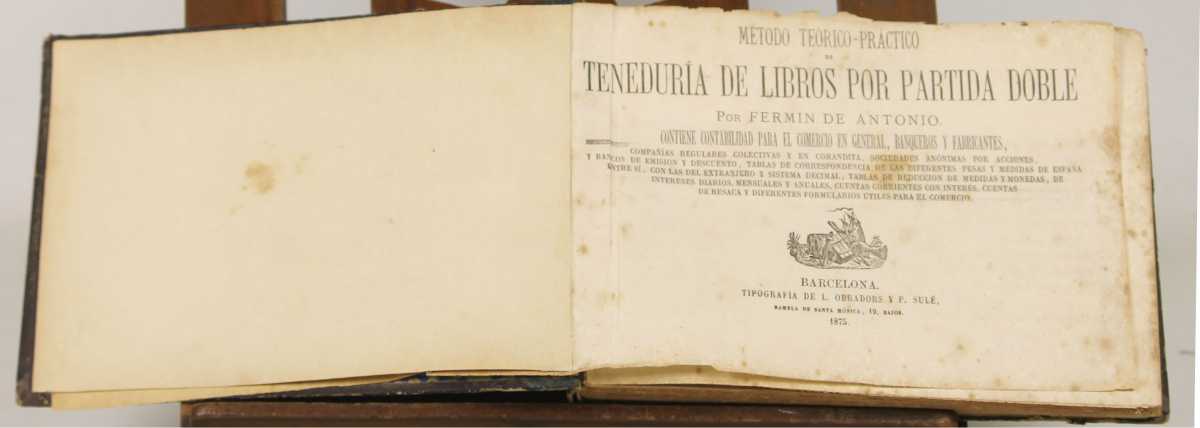 MÉTODO TEÓRICO-PRÁCTICO
DE
TENEDURÍA DE LIBROS POR PARTIDA DOBLE
POR FERMIN DE ANTONIO.
CONTIENE CONTABILIDAD PARA EL COMERCIO EN GENERAL, BANQUEROS Y FABRICANTES,
COMPAÑÍAS REGULARES COLECTIVAS Y EN COMANDITA, SOCIEDADES ANÓNIMAS POR ACCIONES,
Y BANCOS DE EMISION Y DESCUENTO, TABLAS DE CORRESPONDENCIA DE LAS DIFERENTES PESAS Y MEDIDAS DE ESPAÑA
ENTRE SÍ, CON LAS DEL EXTRANJERO Y SISTEMA DECIMAL, TABLAS DE REDUCCION DE MEDIDAS Y MONEDAS, DE
INTERESES DIARIOS, MENSUALES Y ANUALES, CUENTAS CORRIENTES CON INTERÉS, CUENTAS
DE RESACA Y DIFERENTES FORMULARIOS ÚTILES PARA EL COMERCIO.
BARCELONA.
TIPOGRAFÍA DE L. OBRADORS Y P. SULÉ,
RAMBLA DE SANTA MÓNICA, 19, BAJOS.
1875.